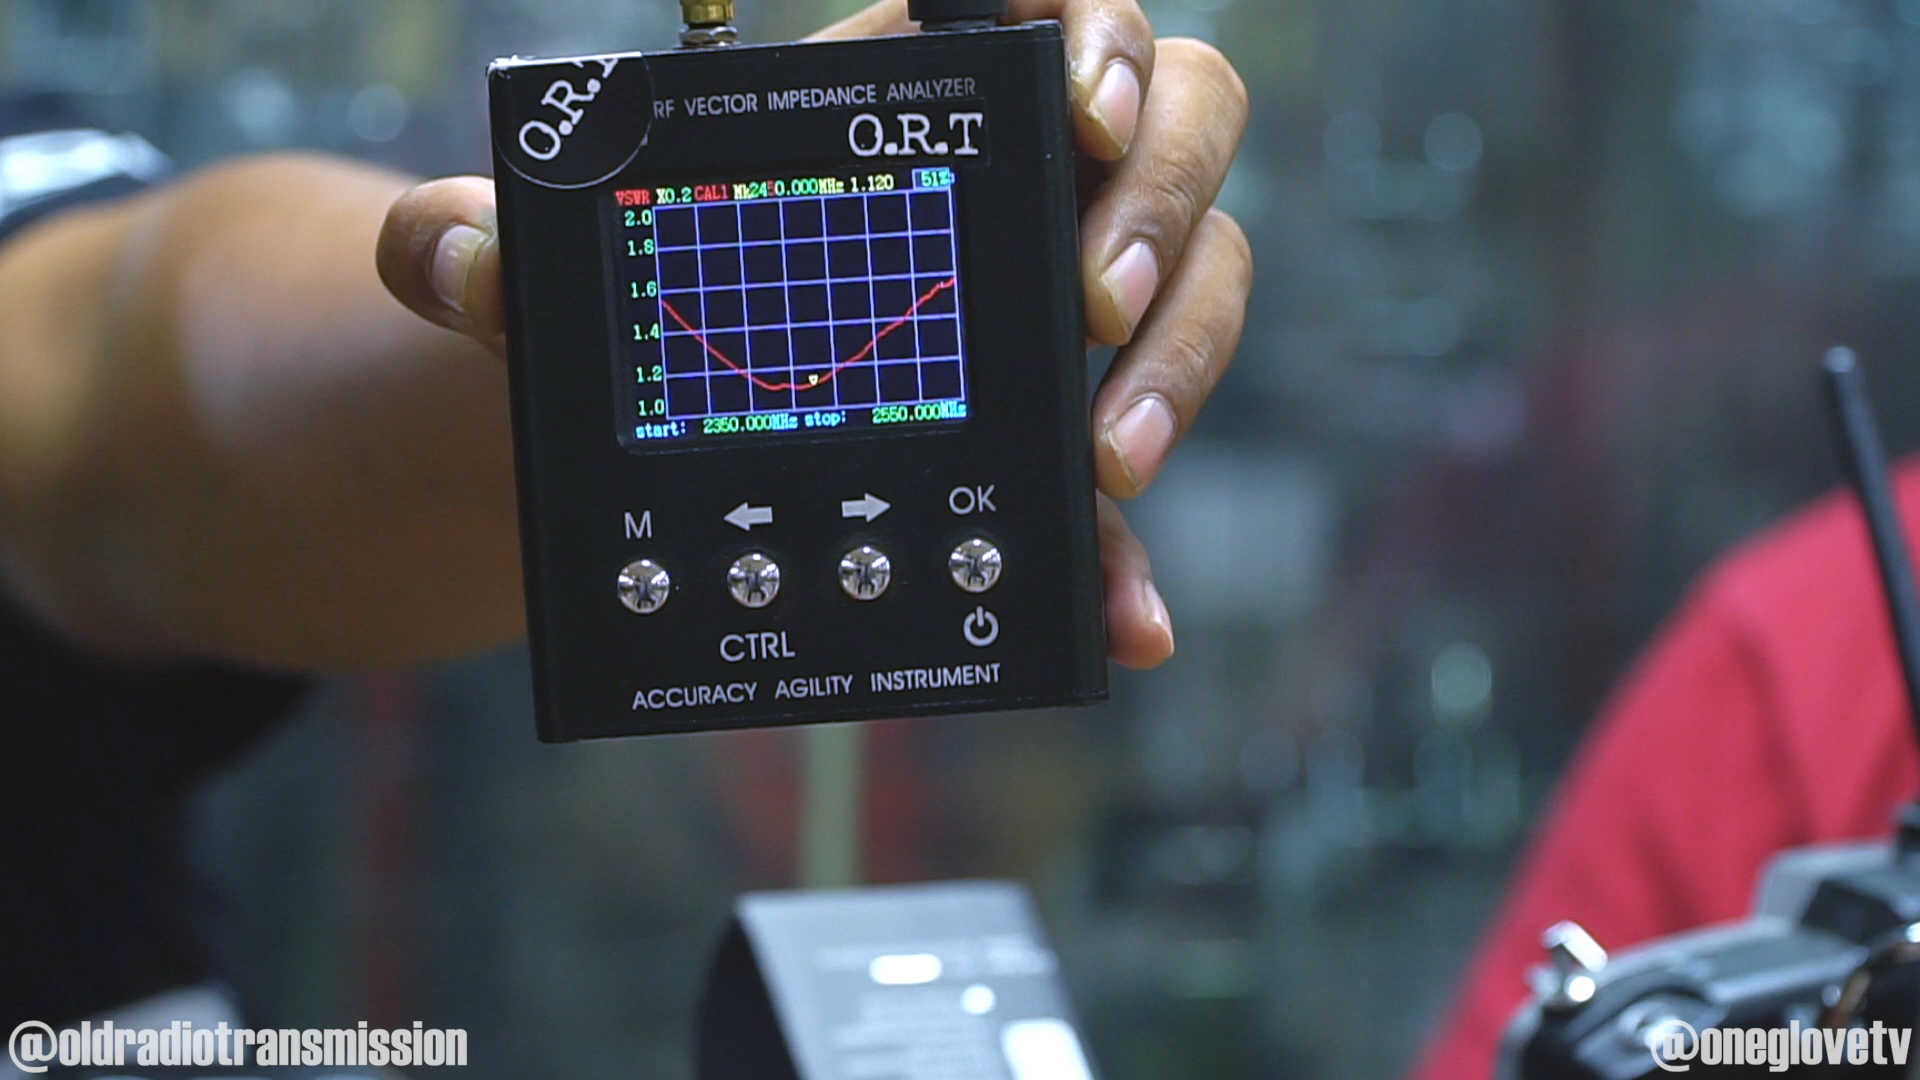 O.R.T
RF VECTOR IMPEDANCE ANALYZER
O.R.T
VSWR X0.2 CAL1 Mk2450.000MHz 1.120 51%
2.0
1.8
1.6
1.4
1.2
1.0
start: 2350.000MHz stop: 2550.000MHz
M OK
CTRL
ACCURACY AGILITY INSTRUMENT
@oldradiotransmission
@oneglovetv